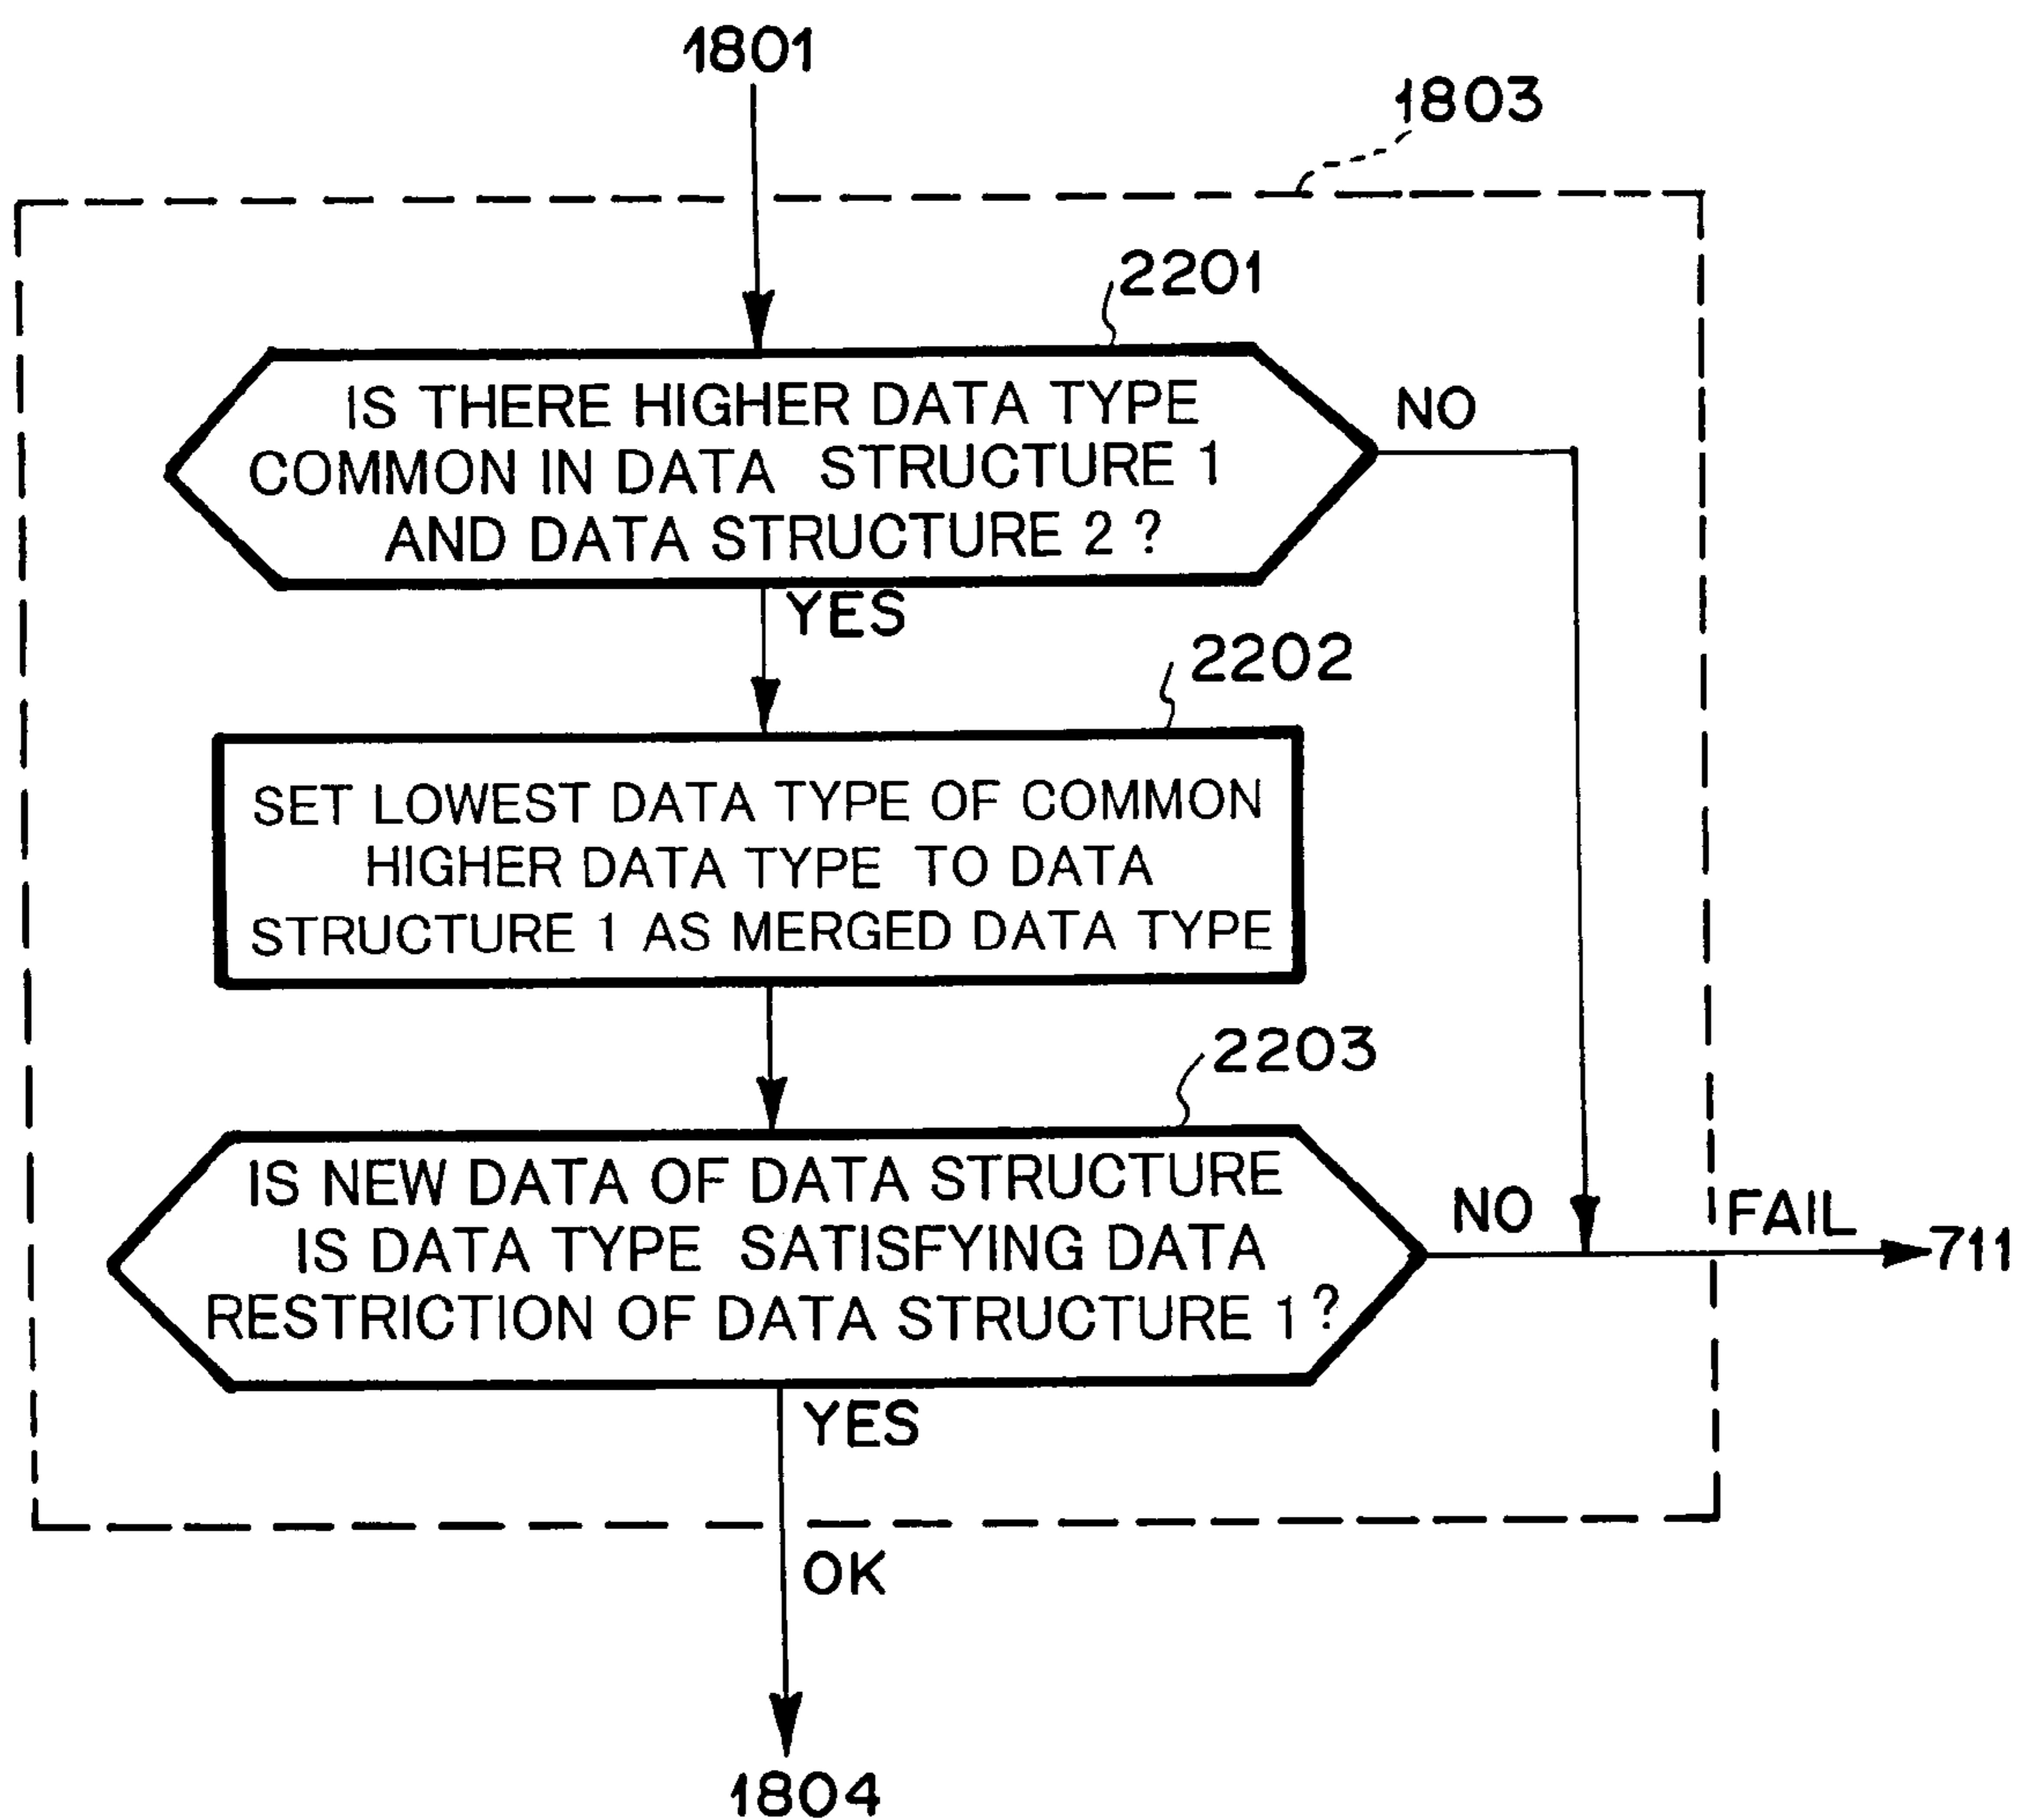 1801
1803
2201
IS THERE HIGHER DATA TYPE
COMMON IN DATA STRUCTURE 1
AND DATA STRUCTURE 2 ?
NO
YES
2202
SET LOWEST DATA TYPE OF COMMON
HIGHER DATA TYPE TO DATA
STRUCTURE 1 AS MERGED DATA TYPE
2203
IS NEW DATA OF DATA STRUCTURE
IS DATA TYPE SATISFYING DATA
RESTRICTION OF DATA STRUCTURE 1 ?
NO
FAIL
711
YES
OK
1804